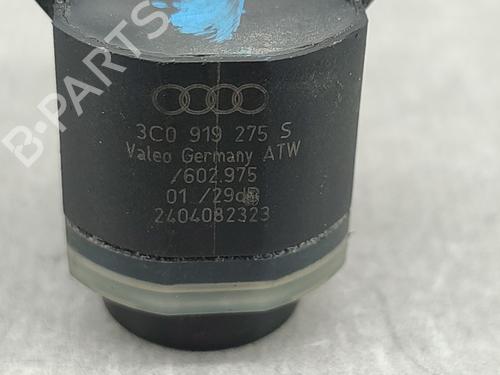 B-PARTS
3C0 919 275 S
Valeo Germany ATW
/602.975
01 /29dB
2404082323